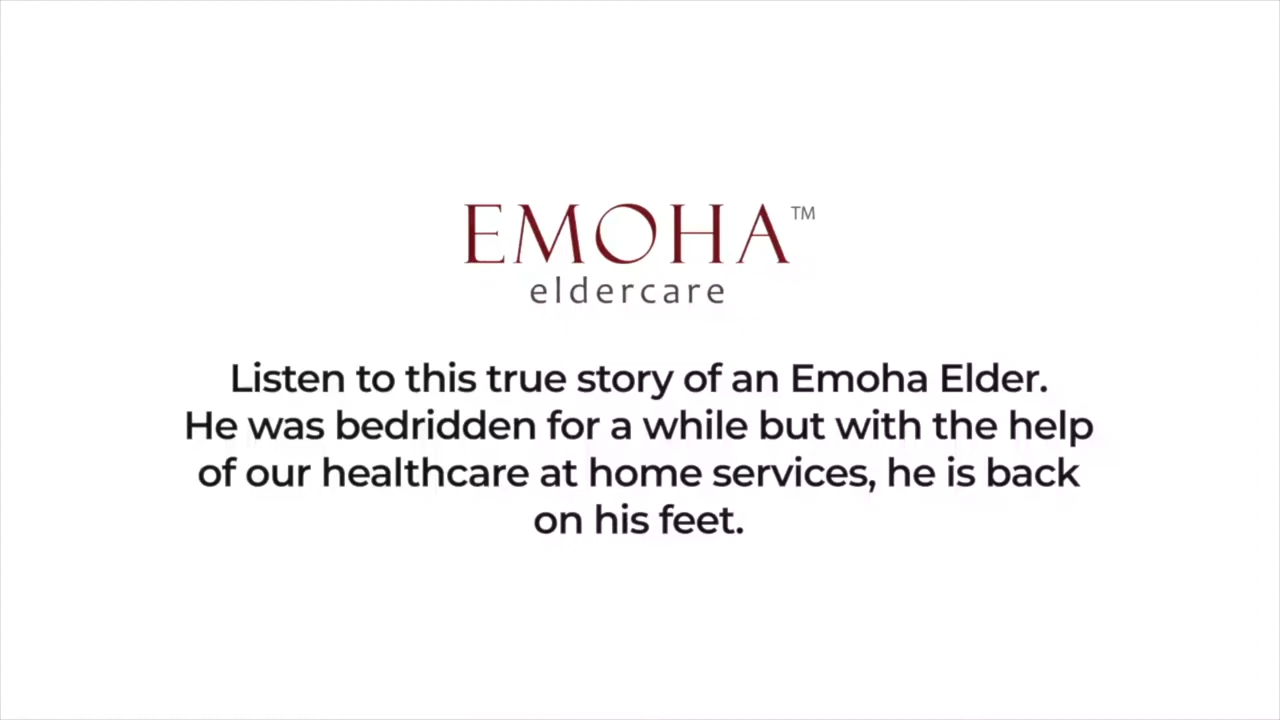 EMOHA™
eldercare
Listen to this true story of an Emoha Elder.
He was bedridden for a while but with the help
of our healthcare at home services, he is back
on his feet.